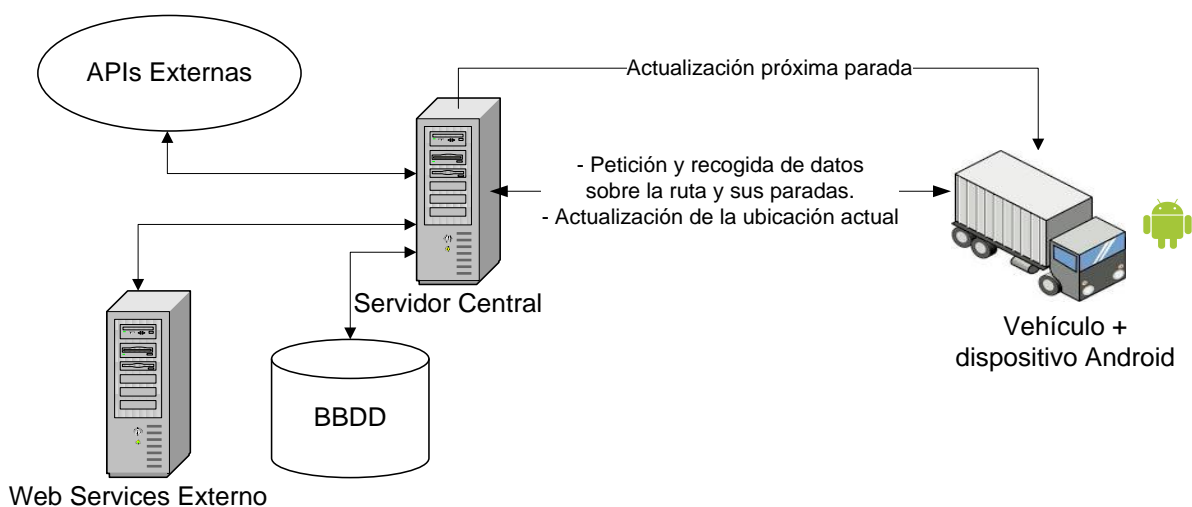 APIs Externas
Actualización próxima parada
- Petición y recogida de datos
sobre la ruta y sus paradas.
- Actualización de la ubicación actual
Servidor Central
Vehículo +
dispositivo Android
BBDD
Web Services Externo